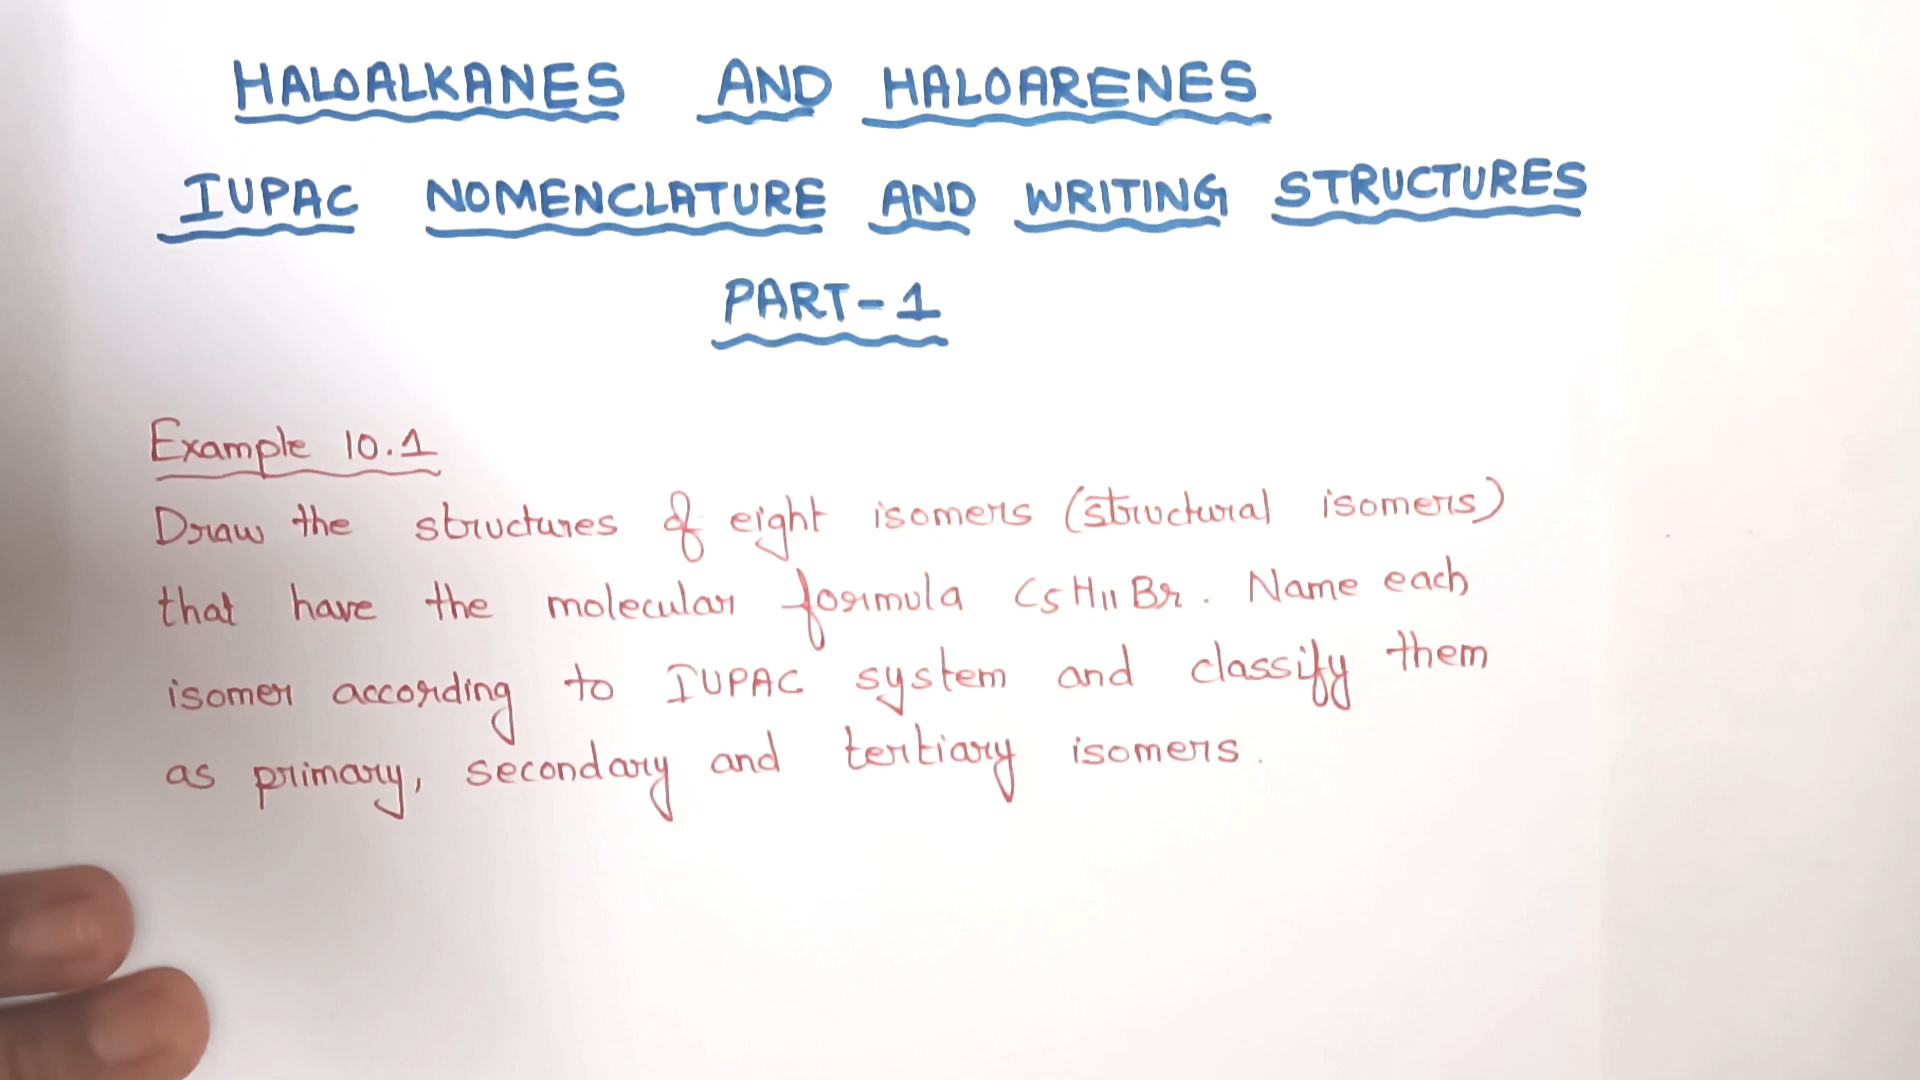 HALOALKANES AND HALOARENES
IUPAC NOMENCLATURE AND WRITING STRUCTURES
PART-1
Example 10.1
Draw the structures of eight isomers (structural isomers)
that have the molecular formula C5H11Br. Name each
isomer according to IUPAC system and classify them
as primary, secondary and tertiary isomers.